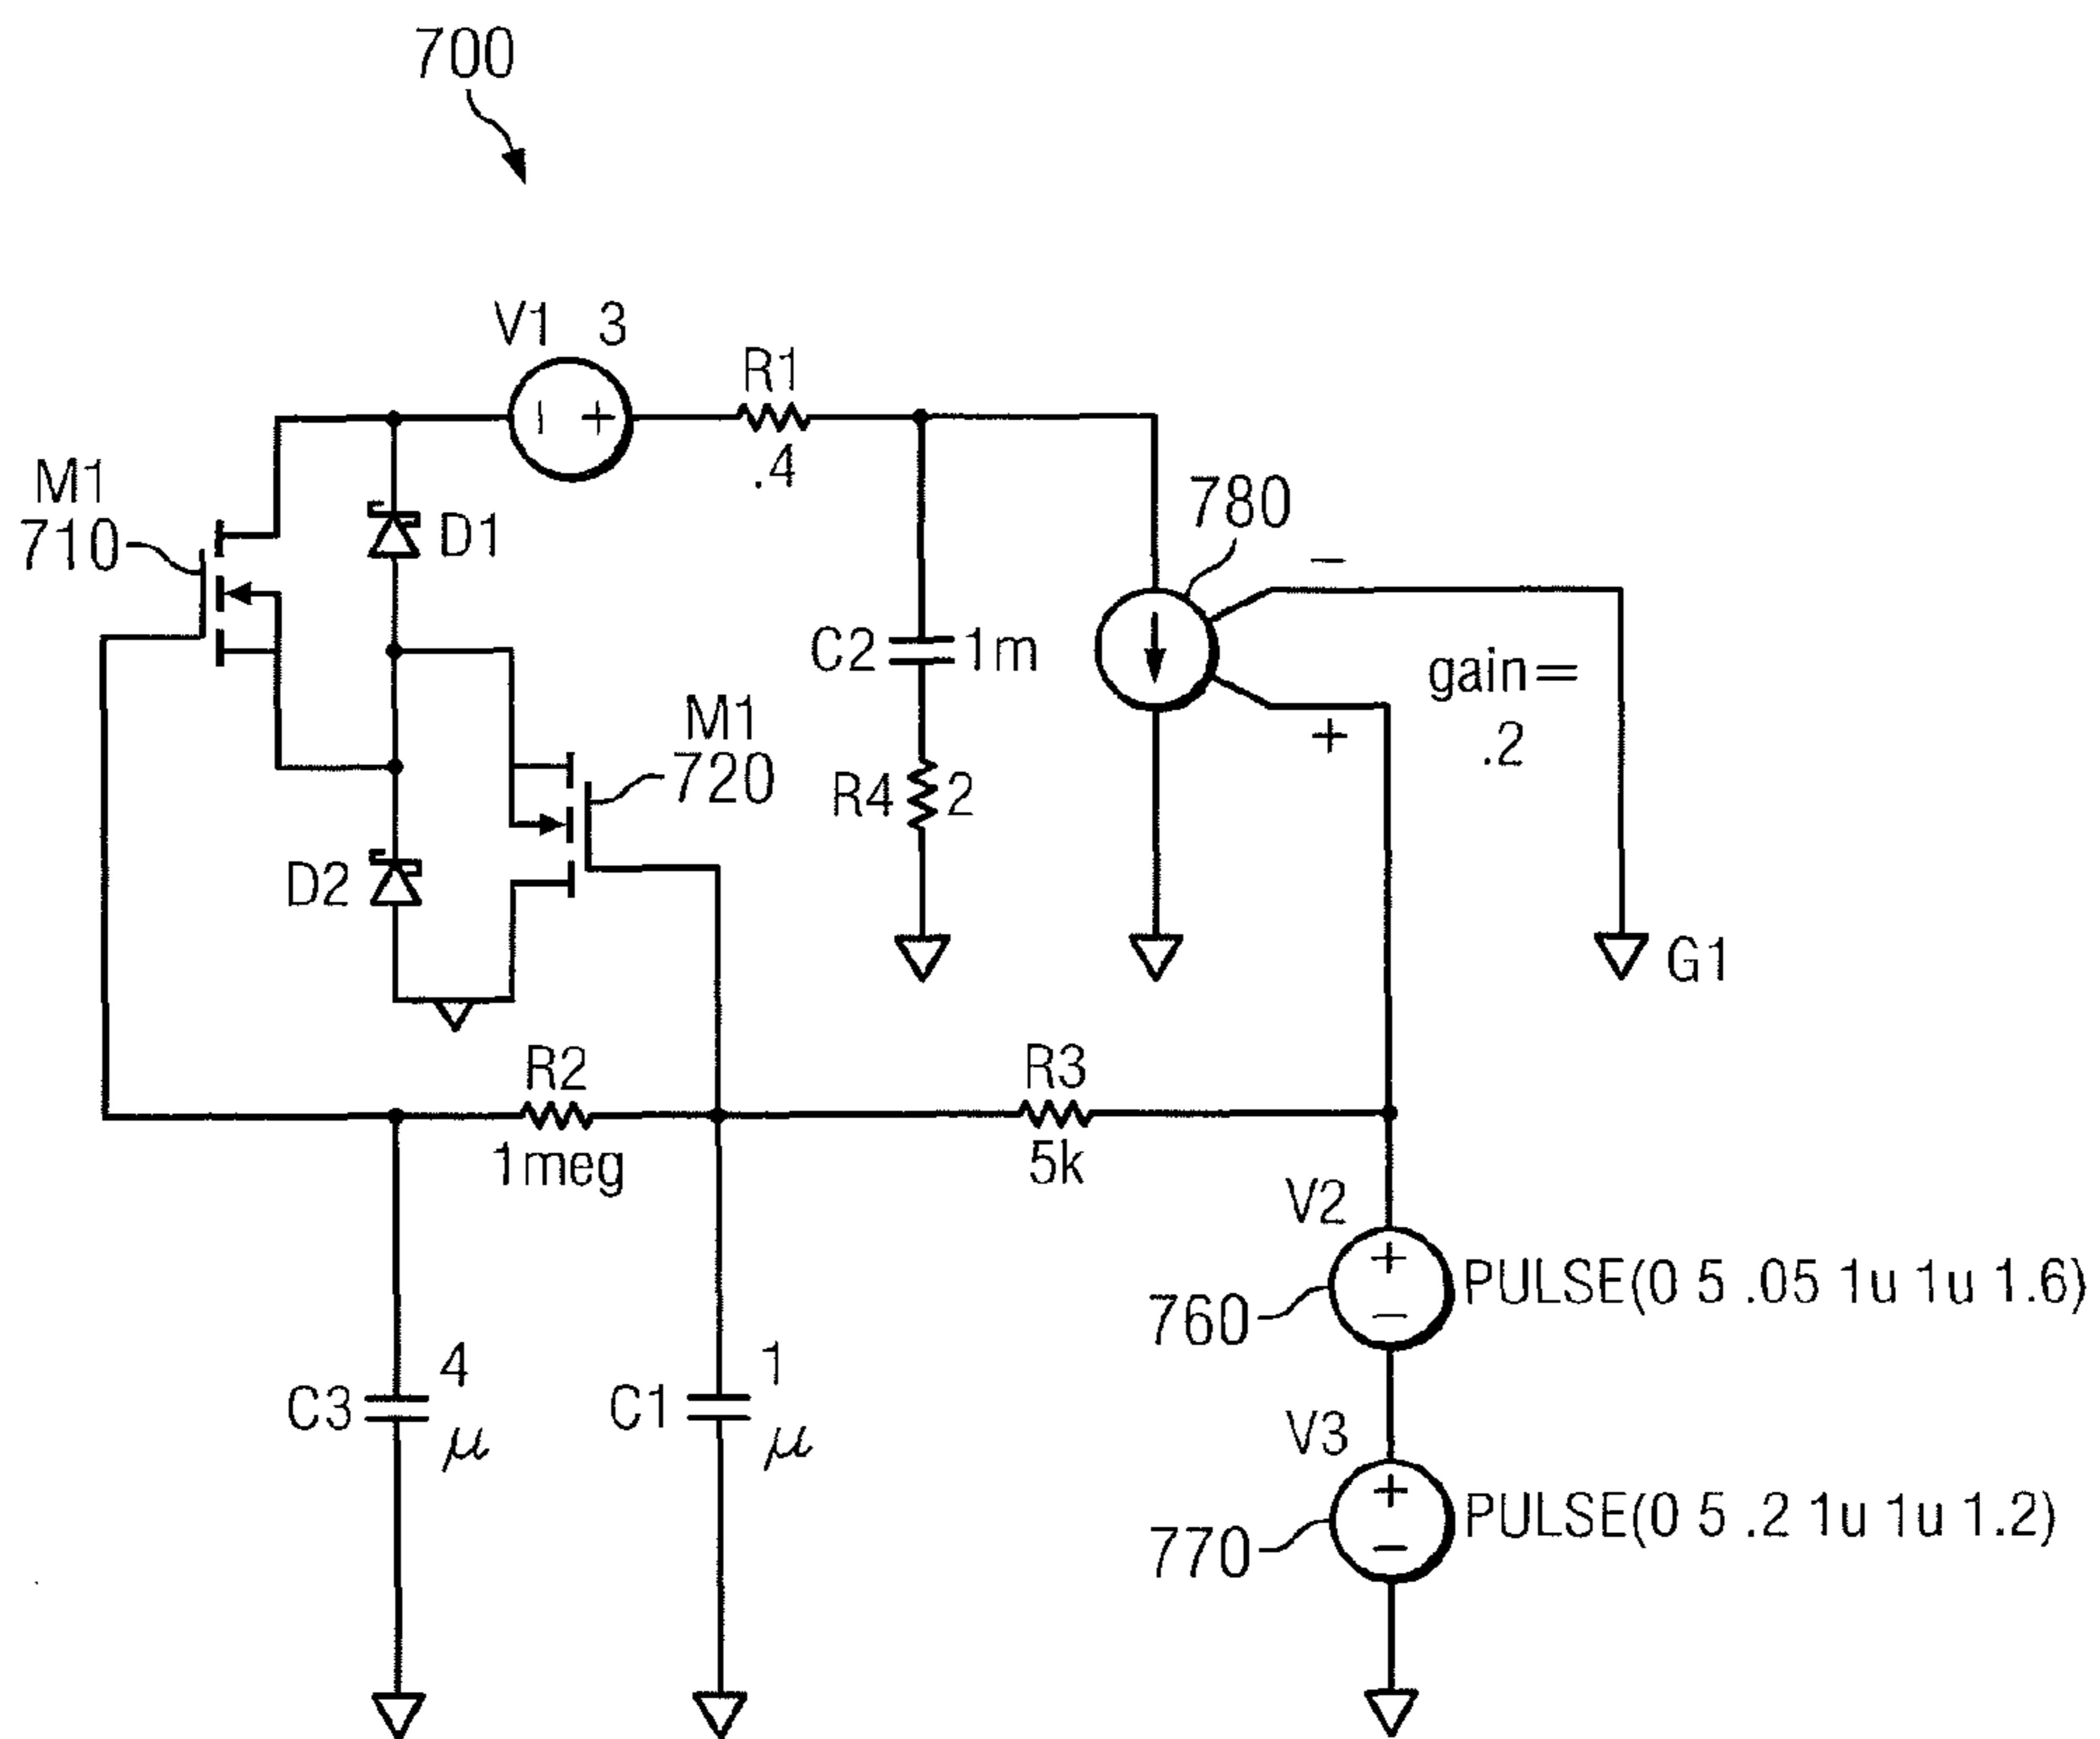 700
V1 3
R1
.4
M1
710
D1
780
−
C2 1m
gain=
.2
+
M1
720
R4 2
D2
G1
R2
1meg
R3
5k
V2
+
−
760
PULSE(0 5 .05 1u 1u 1.6)
C3 4
μ
C1 1
μ
V3
+
−
770
PULSE(0 5 .2 1u 1u 1.2)